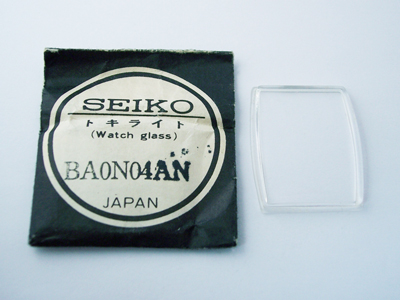 SEIKO
トキライト
(Watch glass)
BA0N04AN
JAPAN